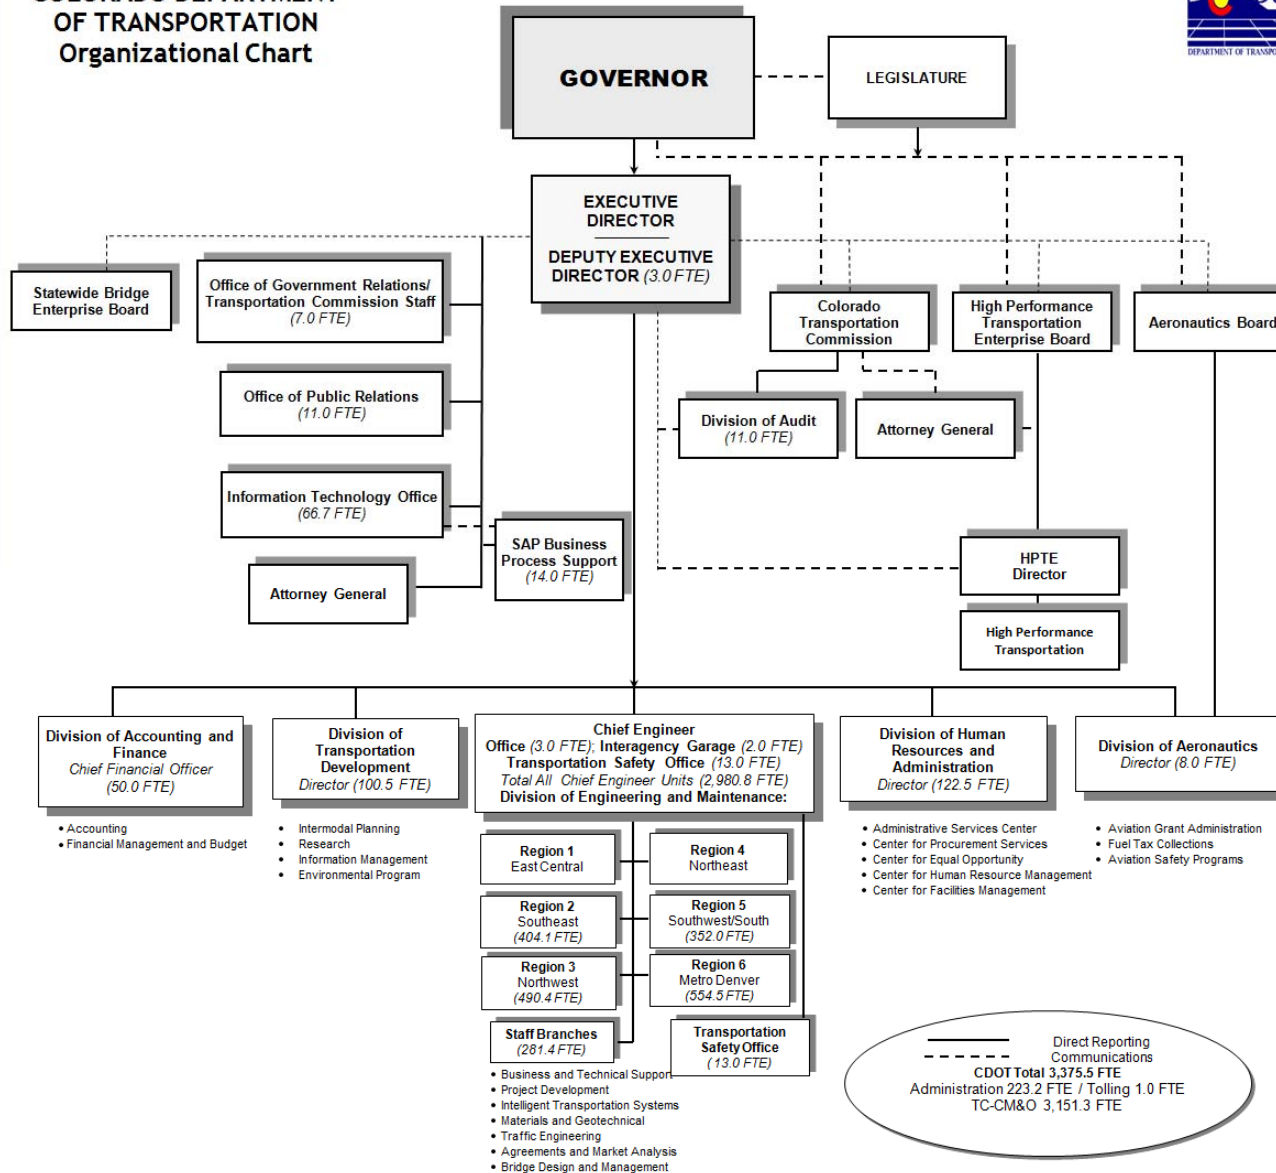 COLORADO DEPARTMENT
OF TRANSPORTATION
Organizational Chart
DEPARTMENT OF TRANSPO
GOVERNOR
LEGISLATURE
EXECUTIVE
DIRECTOR
DEPUTY EXECUTIVE
DIRECTOR (3.0 FTE)
Statewide Bridge
Enterprise Board
Office of Government Relations/
Transportation Commission Staff
(7.0 FTE)
Colorado
Transportation
Commission
High Performance
Transportation
Enterprise Board
Aeronautics Board
Office of Public Relations
(11.0 FTE)
Division of Audit
(11.0 FTE)
Attorney General
Information Technology Office
(66.7 FTE)
SAP Business
Process Support
(14.0 FTE)
Attorney General
HPTE
Director
High Performance
Transportation
Division of Accounting and
Finance
Chief Financial Officer
(50.0 FTE)
• Accounting
• Financial Management and Budget
Division of
Transportation
Development
Director (100.5 FTE)
• Intermodal Planning
• Research
• Information Management
• Environmental Program
Chief Engineer
Office (3.0 FTE); Interagency Garage (2.0 FTE)
Transportation Safety Office (13.0 FTE)
Total All Chief Engineer Units (2,980.8 FTE)
Division of Engineering and Maintenance:
Division of Human
Resources and
Administration
Director (122.5 FTE)
• Administrative Services Center
• Center for Procurement Services
• Center for Equal Opportunity
• Center for Human Resource Management
• Center for Facilities Management
Division of Aeronautics
Director (8.0 FTE)
• Aviation Grant Administration
• Fuel Tax Collections
• Aviation Safety Programs
Region 1
East Central
Region 4
Northeast
Region 2
Southeast
(404.1 FTE)
Region 5
Southwest/South
(352.0 FTE)
Region 3
Northwest
(490.4 FTE)
Region 6
Metro Denver
(554.5 FTE)
Staff Branches
(281.4 FTE)
Transportation
Safety Office
(13.0 FTE)
• Business and Technical Support
• Project Development
• Intelligent Transportation Systems
• Materials and Geotechnical
• Traffic Engineering
• Agreements and Market Analysis
• Bridge Design and Management
Direct Reporting
Communications
CDOT Total 3,375.5 FTE
Administration 223.2 FTE / Tolling 1.0 FTE
TC-CM&O 3,151.3 FTE